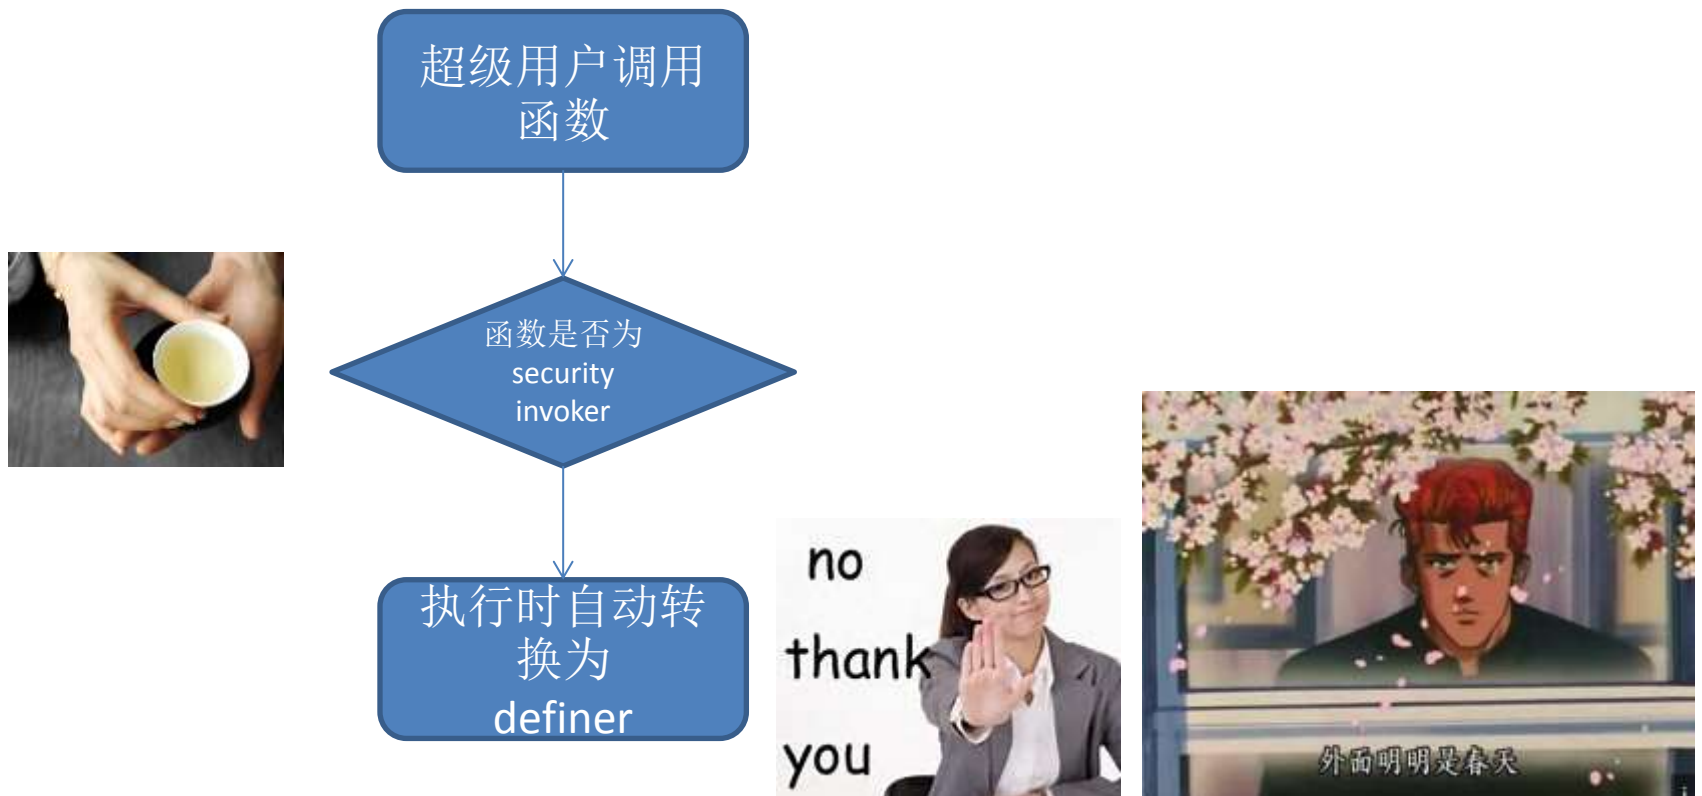 超级用户调用
函数
函数是否为
security
invoker
执行时自动转
换为
definer
no
thank
you
外面明明是春天